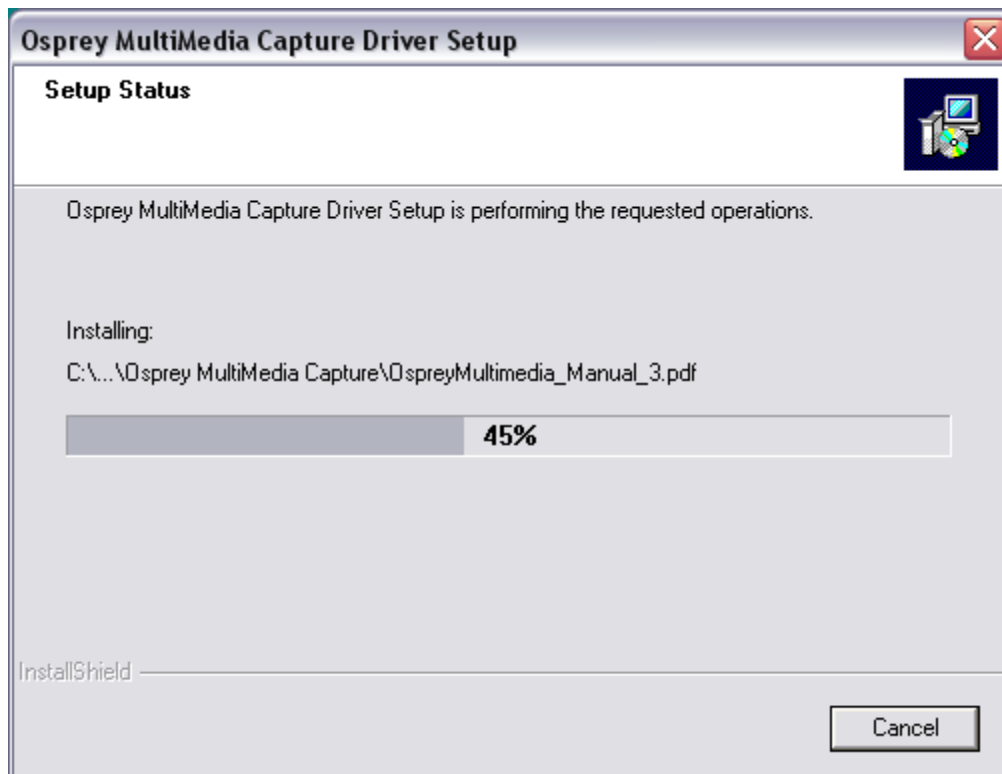 Osprey MultiMedia Capture Driver Setup
Setup Status
Osprey MultiMedia Capture Driver Setup is performing the requested operations.
Installing:
C:\...\Osprey MultiMedia Capture\OspreyMultimedia_Manual_3.pdf
45%
InstallShield
Cancel